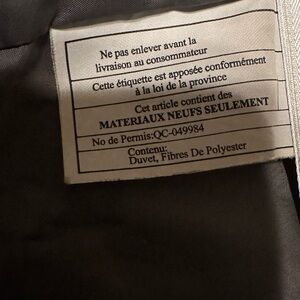 Ne pas enlever avant la
livraison au consommateur
Cette étiquette est apposée conformément
à la loi de la province
Cet article contient des
MATERIAUX NEUFS SEULEMENT
No de Permis:QC-049984
Contenu:
Duvet, Fibres De Polyester